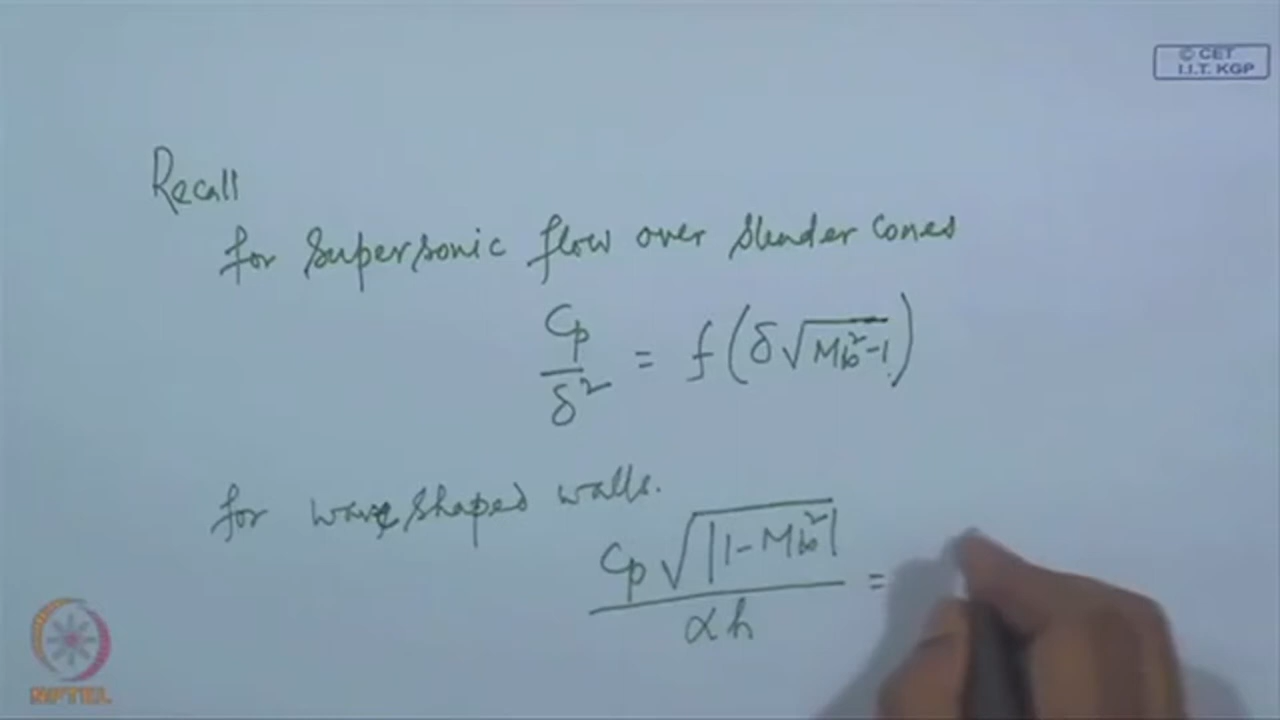 © CET
I.I.T. KGP
Recall
for supersonic flow over slender cones
Cp/δ² = f(δ√(M∞²-1))
for wave shaped walls.
Cp√|1-M∞²| / αh =
NPTEL